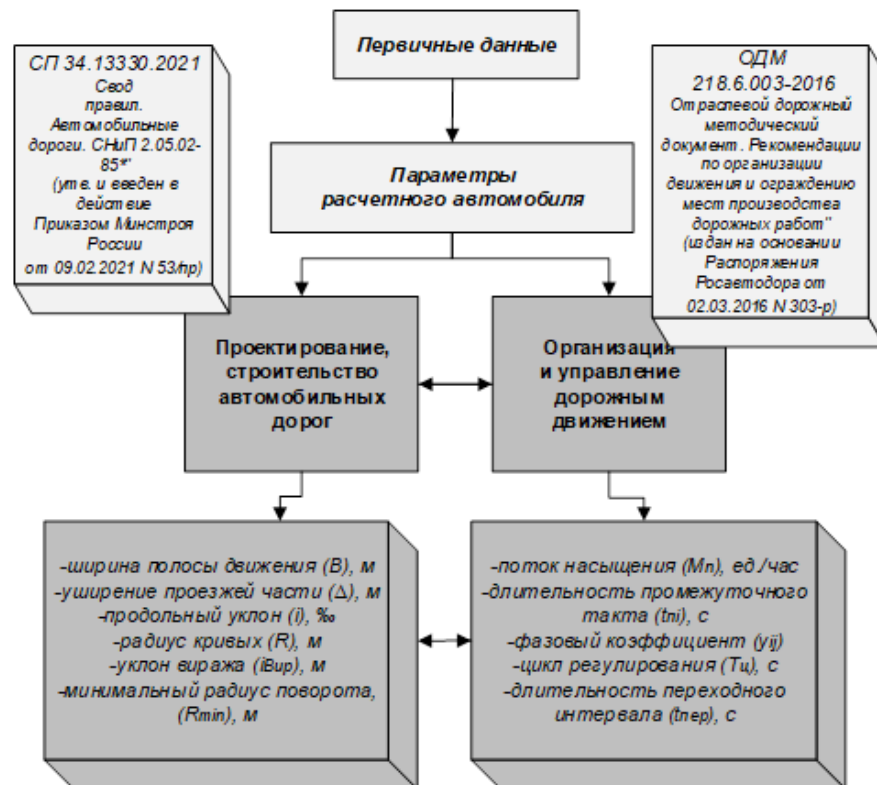 Первичные данные
СП 34.13330.2021
Свод
правил.
Автомобильные
дороги. СНиП 2.05.02-
85*"
(утв. и введен в
действие
Приказом Минстроя
России
от 09.02.2021 N 53/пр)
ОДМ
218.6.003-2016
Отраслевой дорожный
методический
документ. Рекомендации
по организации
движения и ограждению
мест производства
дорожных работ"
(издан на основании
Распоряжения
Росавтодора от
02.03.2016 N 303-р)
Параметры
расчетного автомобиля
Проектирование,
строительство
автомобильных
дорог
Организация
и управление
дорожным
движением
-ширина полосы движения (B), м
-уширение проезжей части (Δ), м
-продольный уклон (i), ‰
-радиус кривых (R), м
-уклон виража (iвир), м
-минимальный радиус поворота,
(Rmin), м
-поток насыщения (Mп), ед./час
-длительность промежуточного
такта (tпi), с
-фазовый коэффициент (yij)
-цикл регулирования (Tц), с
-длительность переходного
интервала (tпер), с